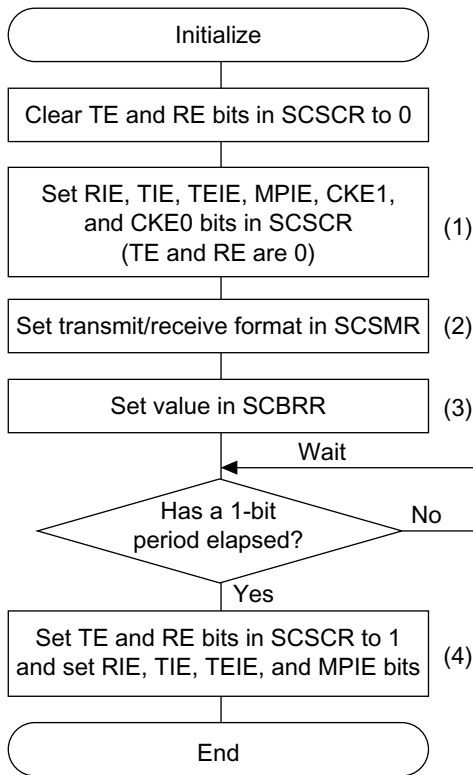 Initialize
Clear TE and RE bits in SCSCR to 0
Set RIE, TIE, TEIE, MPIE, CKE1,
and CKE0 bits in SCSCR
(TE and RE are 0)
(1)
Set transmit/receive format in SCSMR
(2)
Set value in SCBRR
(3)
Wait
Has a 1-bit
period elapsed?
No
Yes
Set TE and RE bits in SCSCR to 1
and set RIE, TIE, TEIE, and MPIE bits
(4)
End